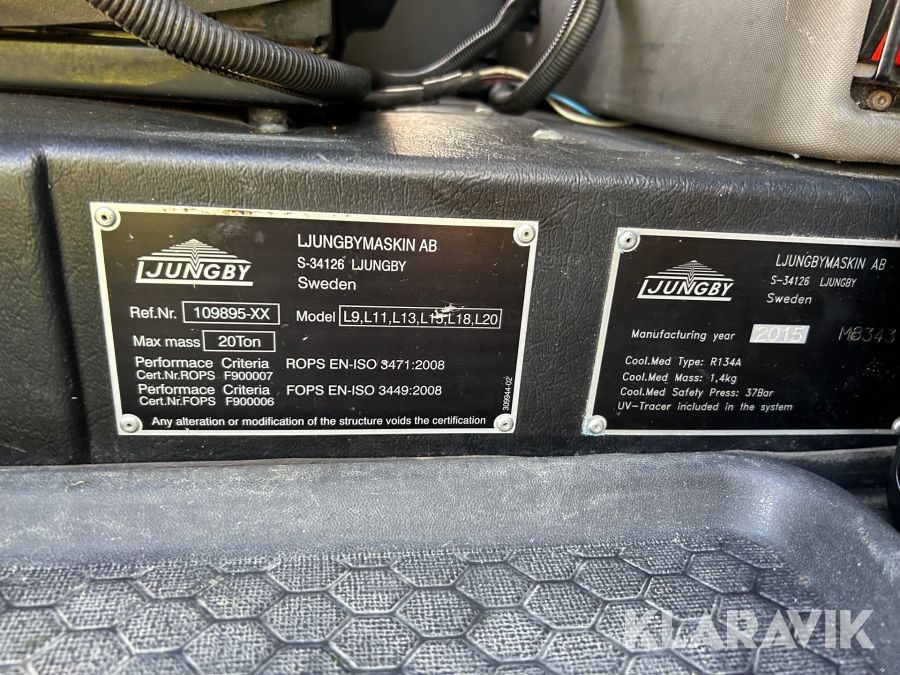 LJUNGBY
LJUNGBYMASKIN AB
S-34126 LJUNGBY
Sweden
Ref.Nr. 109895-XX Model L9,L11,L13,L15,L18,L20
Max mass 20Ton
Performace Criteria ROPS EN-ISO 3471:2008
Cert.Nr.ROPS F900007
Performace Criteria FOPS EN-ISO 3449:2008
Cert.Nr.FOPS F900006
309944-02
Any alteration or modification of the structure voids the certification
LJUNGBY
LJUNGBYMASKIN AB
S-34126 LJUNGBY
Sweden
Manufacturing year 2015 M8343
Cool.Med Type: R134A
Cool.Med Mass: 1,4kg
Cool.Med Safety Press: 37Bar
UV-Tracer included in the system
KLARAVIK